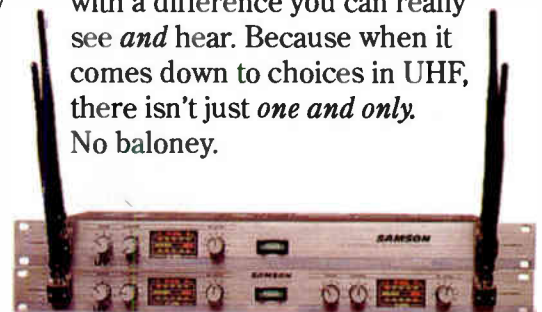 with a difference you can really
see and hear. Because when it
comes down to choices in UHF,
there isn't just one and only.
No baloney.
SAMSON
SAMSON